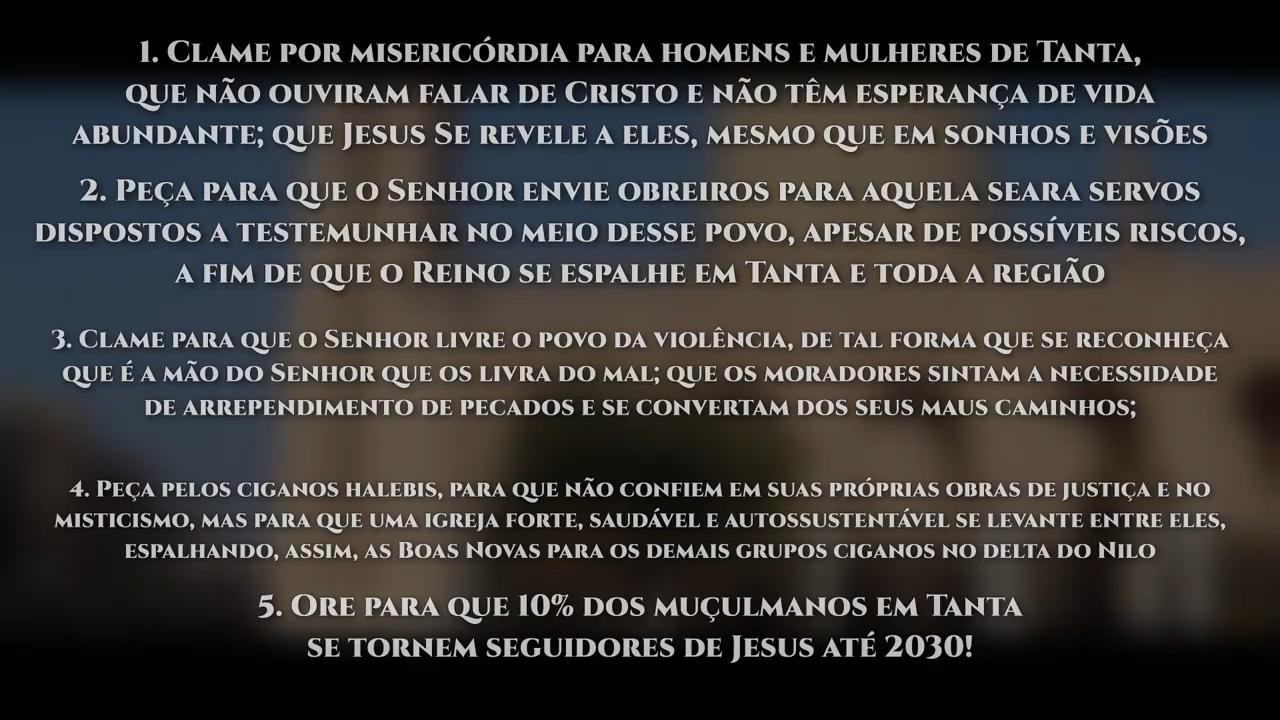 1. Clame por misericórdia para homens e mulheres de Tanta,
que não ouviram falar de Cristo e não têm esperança de vida
abundante; que Jesus Se revele a eles, mesmo que em sonhos e visões
2. Peça para que o Senhor envie obreiros para aquela seara servos
dispostos a testemunhar no meio desse povo, apesar de possíveis riscos,
a fim de que o Reino se espalhe em Tanta e toda a região
3. Clame para que o Senhor livre o povo da violência, de tal forma que se reconheça
que é a mão do Senhor que os livra do mal; que os moradores sintam a necessidade
de arrependimento de pecados e se convertam dos seus maus caminhos;
4. Peça pelos ciganos halebis, para que não confiem em suas próprias obras de justiça e no
misticismo, mas para que uma igreja forte, saudável e autossustentável se levante entre eles,
espalhando, assim, as Boas Novas para os demais grupos ciganos no delta do Nilo
5. Ore para que 10% dos muçulmanos em Tanta
se tornem seguidores de Jesus até 2030!